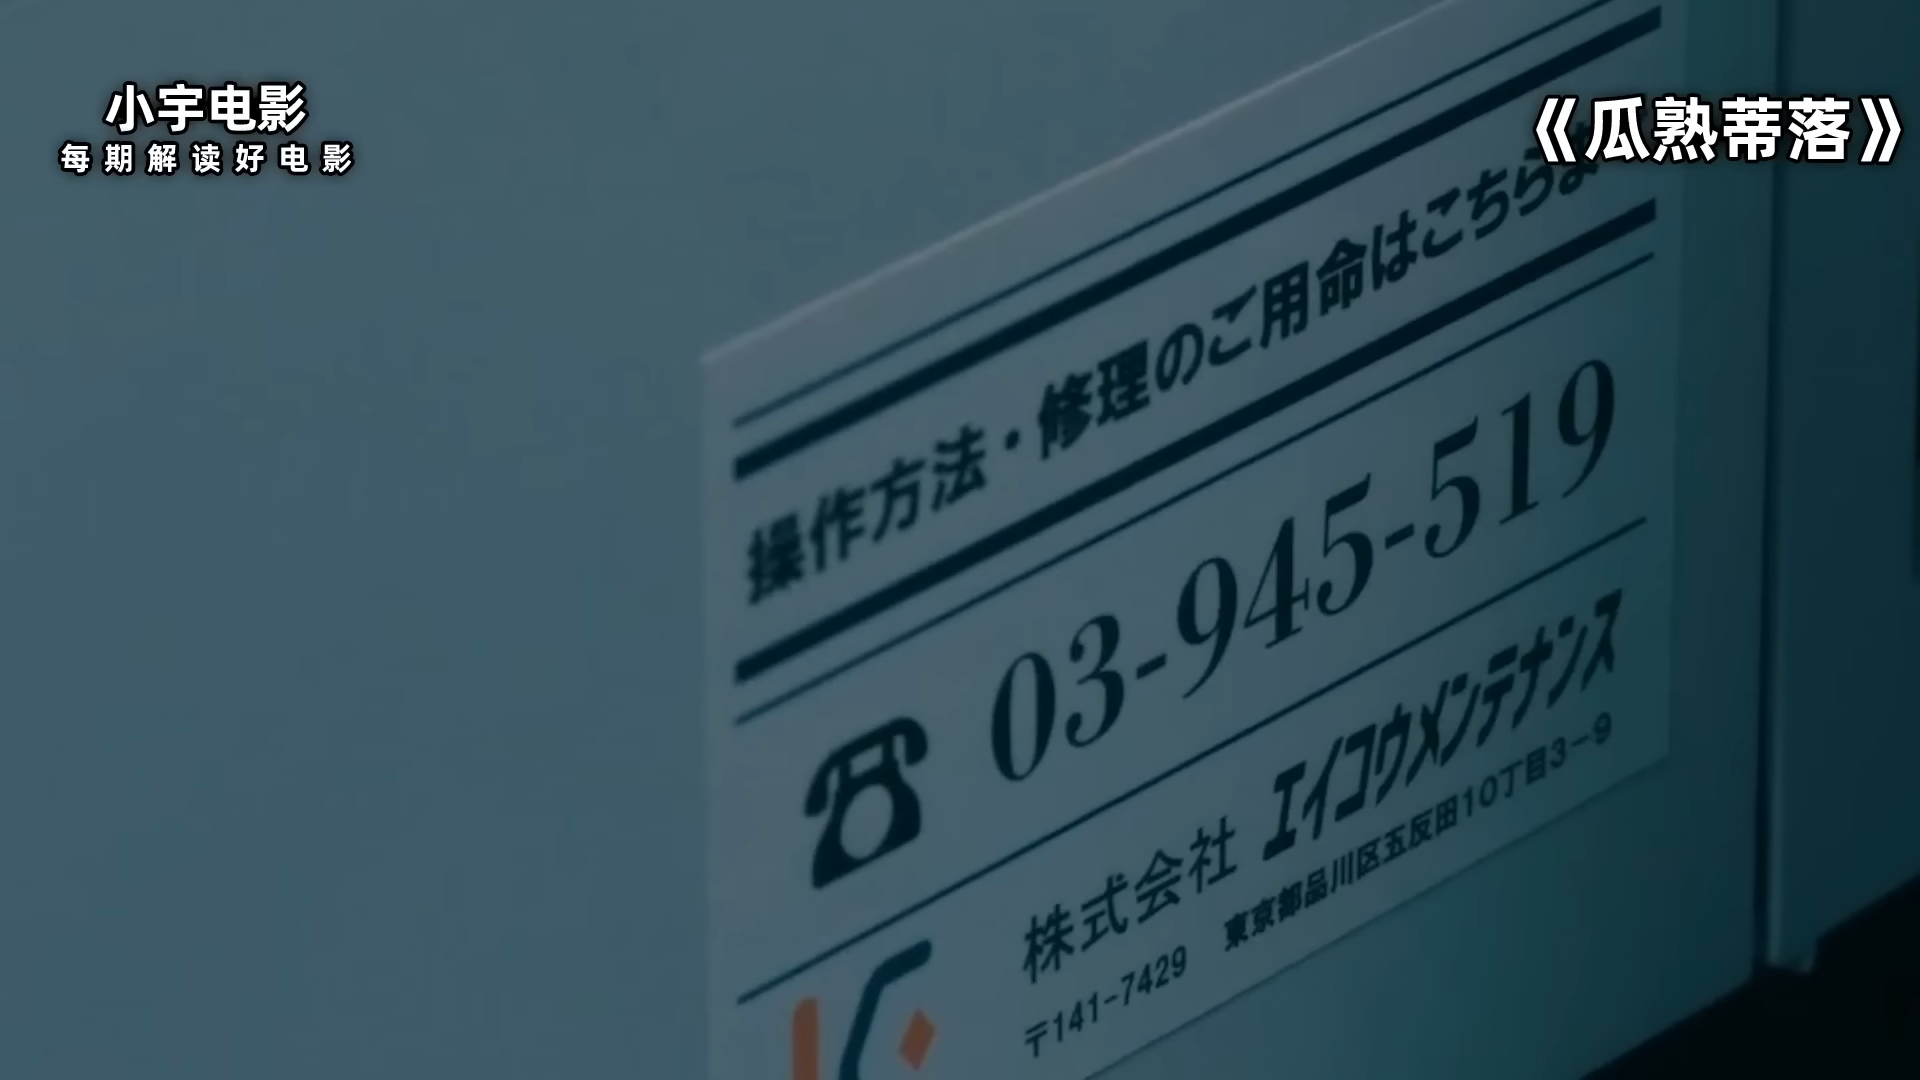 小宇电影
每期解读好电影
《瓜熟蒂落》
操作方法・修理のご用命はこちらま
03-945-519
株式会社 エイコウメンテナンス
〒141-7429 東京都品川区五反田10丁目3-9